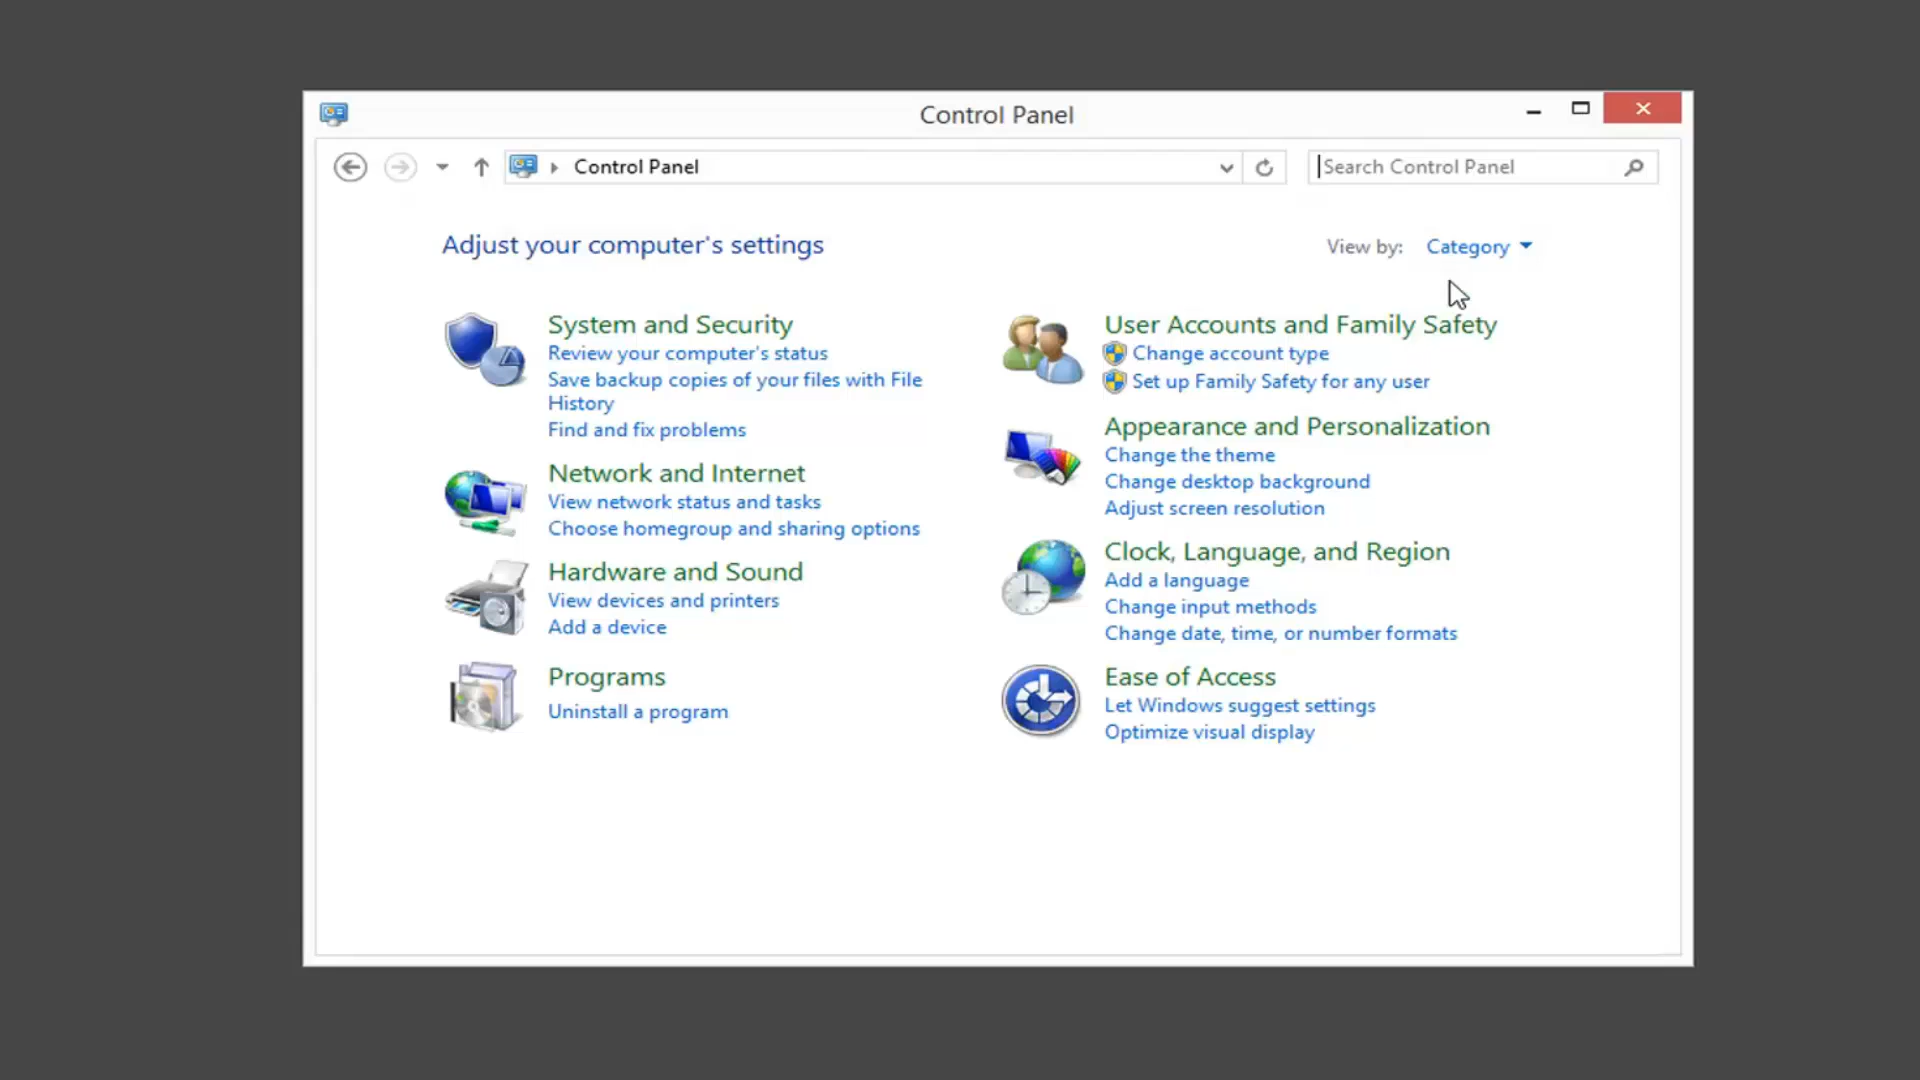 Control Panel
Control Panel
Search Control Panel
Adjust your computer's settings
View by: Category
System and Security
Review your computer's status
Save backup copies of your files with File
History
Find and fix problems
Network and Internet
View network status and tasks
Choose homegroup and sharing options
Hardware and Sound
View devices and printers
Add a device
Programs
Uninstall a program
User Accounts and Family Safety
Change account type
Set up Family Safety for any user
Appearance and Personalization
Change the theme
Change desktop background
Adjust screen resolution
Clock, Language, and Region
Add a language
Change input methods
Change date, time, or number formats
Ease of Access
Let Windows suggest settings
Optimize visual display